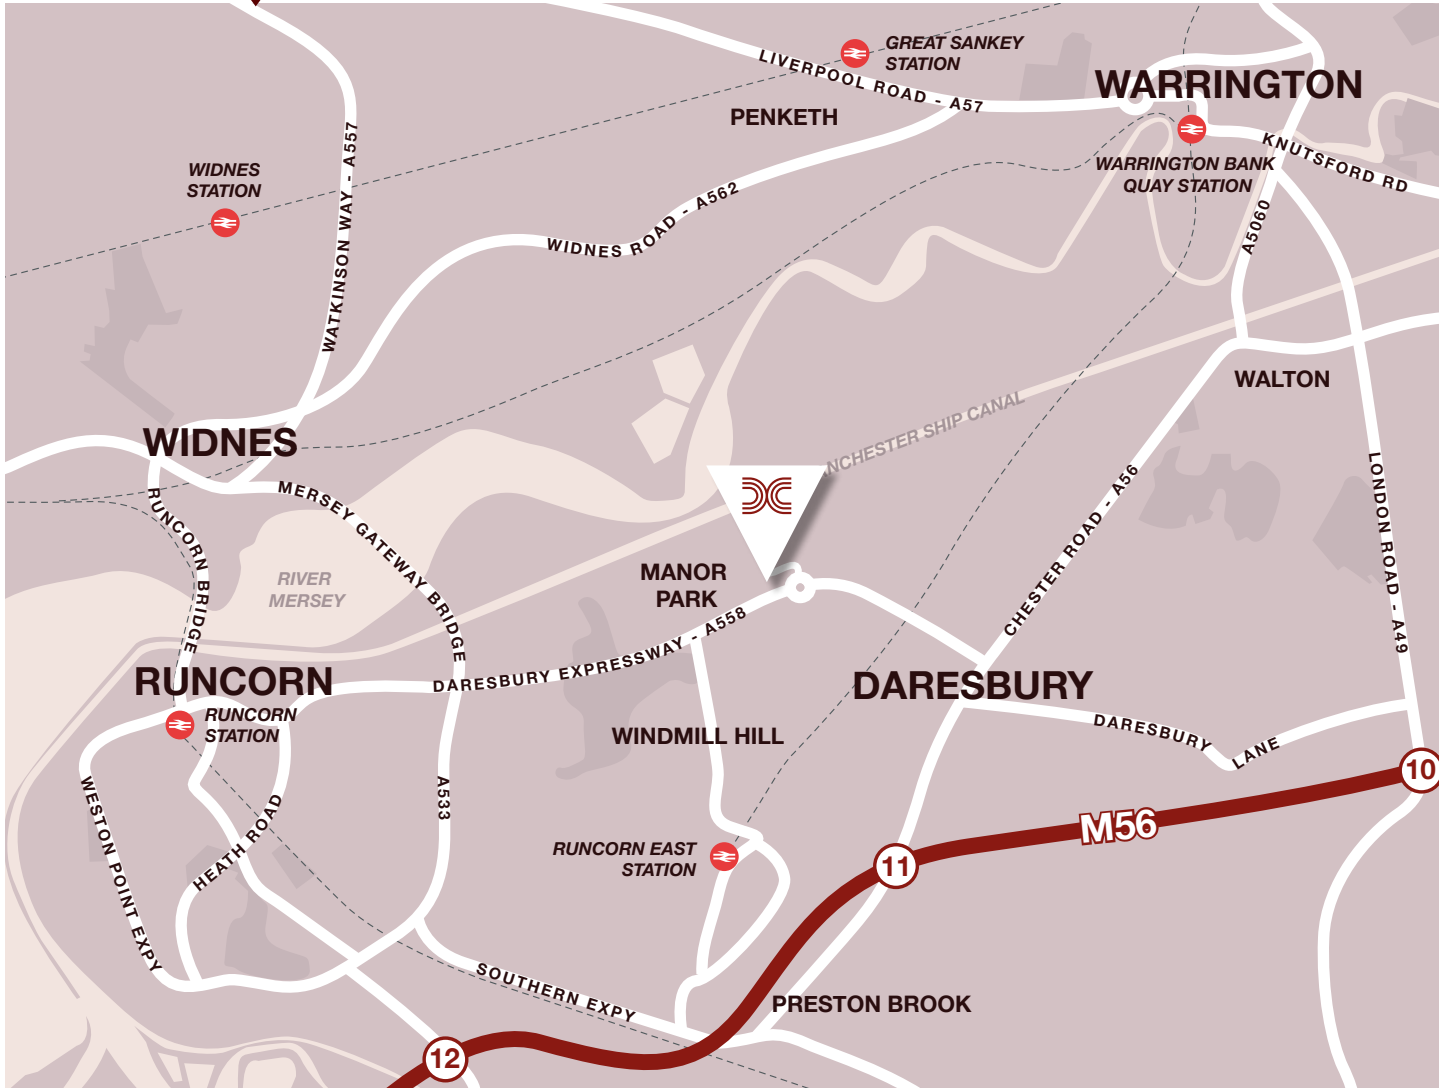 GREAT SANKEY
STATION
LIVERPOOL ROAD - A57
WARRINGTON
PENKETH
KNUTSFORD RD
WARRINGTON BANK
QUAY STATION
WIDNES
STATION
WATKINSON WAY - A557
WIDNES ROAD - A562
A5060
WALTON
NCHESTER SHIP CANAL
WIDNES
RUNCORN BRIDGE
MERSEY GATEWAY BRIDGE
CHESTER ROAD - A56
LONDON ROAD - A49
RIVER
MERSEY
MANOR
PARK
DARESBURY EXPRESSWAY - A558
RUNCORN
RUNCORN
STATION
DARESBURY
DARESBURY LANE
WINDMILL HILL
WESTON POINT EXPY
HEATH ROAD
A533
10
M56
RUNCORN EAST
STATION
11
SOUTHERN EXPY
PRESTON BROOK
12